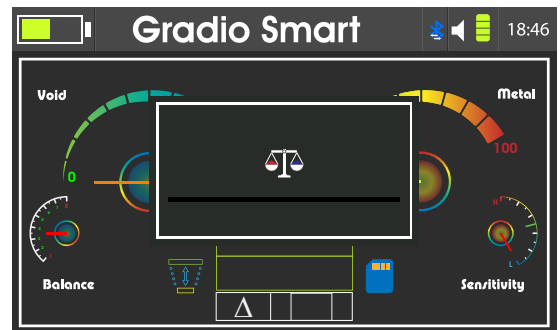 Gradio Smart
18:46
Void
Metal
0
100
H
L
Balance
Sensitivity
Δ